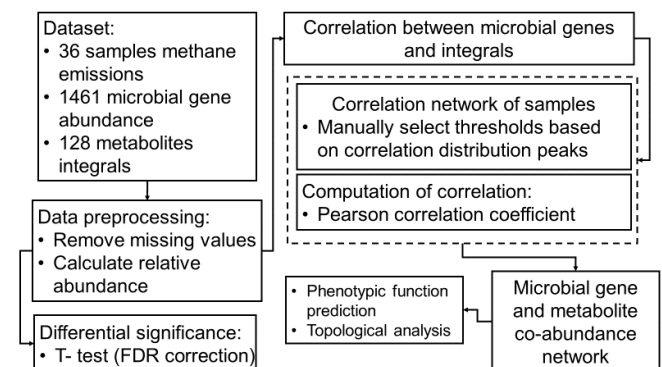 Dataset:
• 36 samples methane
emissions
• 1461 microbial gene
abundance
• 128 metabolites
integrals
Data preprocessing:
• Remove missing values
• Calculate relative
abundance
Differential significance:
• T- test (FDR correction)
Correlation between microbial genes
and integrals
Correlation network of samples
• Manually select thresholds based
on correlation distribution peaks
Computation of correlation:
• Pearson correlation coefficient
Microbial gene
and metabolite
co-abundance
network
• Phenotypic function
prediction
• Topological analysis